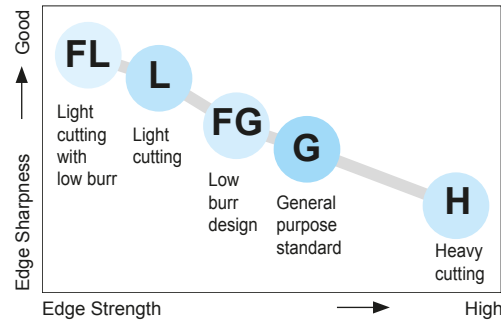 Edge Sharpness → Good
FL
Light
cutting
with
low burr
L
Light
cutting
FG
Low
burr
design
G
General
purpose
standard
H
Heavy
cutting
Edge Strength → High